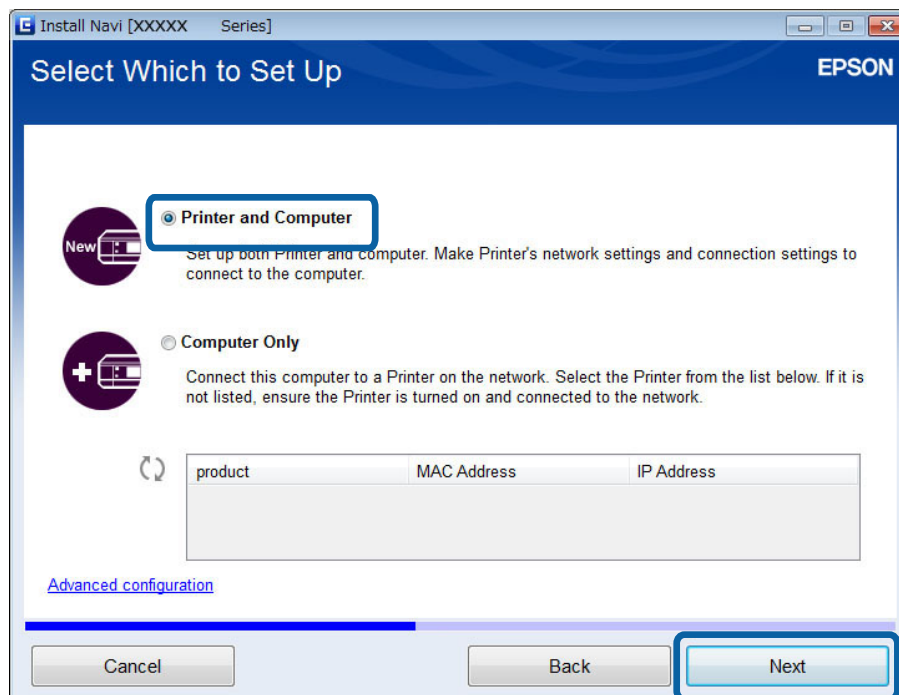 Install Navi [XXXXX Series]
Select Which to Set Up
EPSON
New
Printer and Computer
Set up both Printer and computer. Make Printer's network settings and connection settings to
connect to the computer.
Computer Only
Connect this computer to a Printer on the network. Select the Printer from the list below. If it is
not listed, ensure the Printer is turned on and connected to the network.
product MAC Address IP Address
Advanced configuration
Cancel Back Next